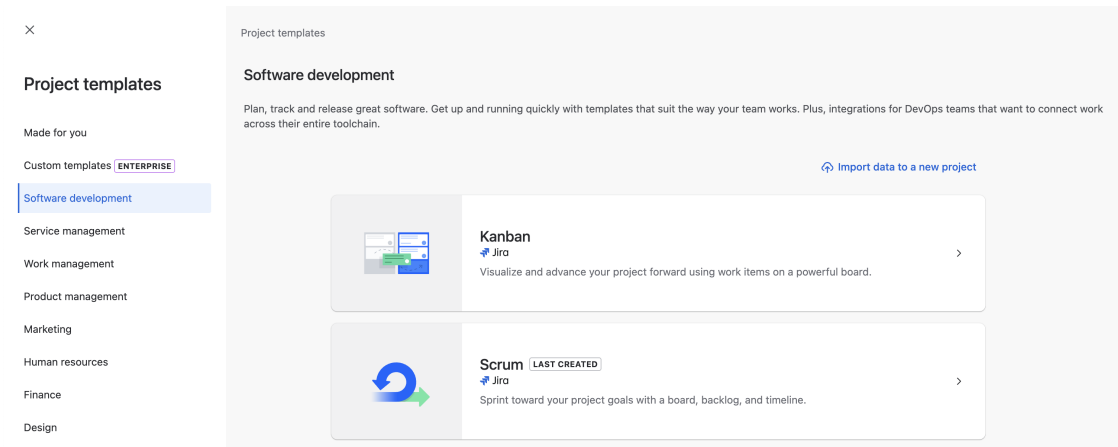 Project templates
Made for you
Custom templates ENTERPRISE
Software development
Service management
Work management
Product management
Marketing
Human resources
Finance
Design
Project templates
Software development
Plan, track and release great software. Get up and running quickly with templates that suit the way your team works. Plus, integrations for DevOps teams that want to connect work
across their entire toolchain.
Import data to a new project
Kanban
Jira
Visualize and advance your project forward using work items on a powerful board.
Scrum LAST CREATED
Jira
Sprint toward your project goals with a board, backlog, and timeline.